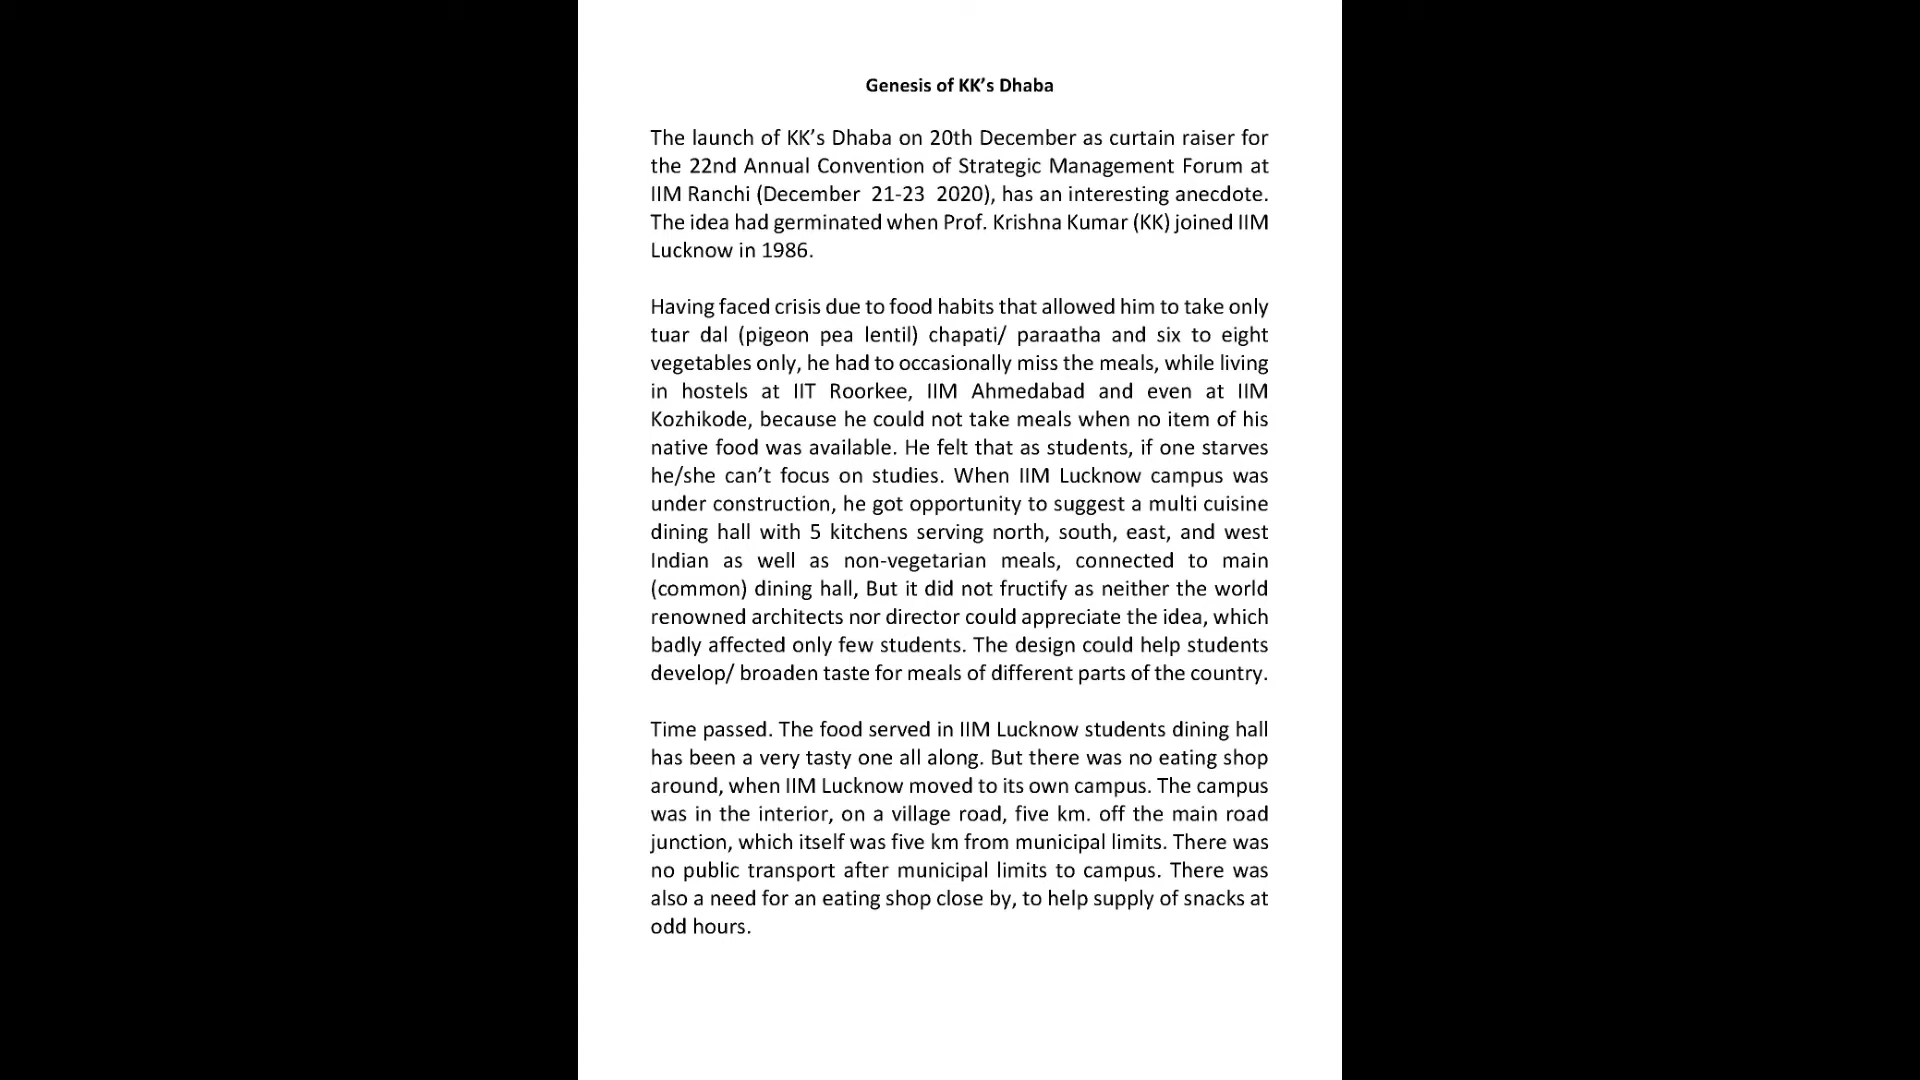 Genesis of KK’s Dhaba
The launch of KK’s Dhaba on 20th December as curtain raiser for
the 22nd Annual Convention of Strategic Management Forum at
IIM Ranchi (December 21-23 2020), has an interesting anecdote.
The idea had germinated when Prof. Krishna Kumar (KK) joined IIM
Lucknow in 1986.
Having faced crisis due to food habits that allowed him to take only
tuar dal (pigeon pea lentil) chapati/ paraatha and six to eight
vegetables only, he had to occasionally miss the meals, while living
in hostels at IIT Roorkee, IIM Ahmedabad and even at IIM
Kozhikode, because he could not take meals when no item of his
native food was available. He felt that as students, if one starves
he/she can’t focus on studies. When IIM Lucknow campus was
under construction, he got opportunity to suggest a multi cuisine
dining hall with 5 kitchens serving north, south, east, and west
Indian as well as non-vegetarian meals, connected to main
(common) dining hall, But it did not fructify as neither the world
renowned architects nor director could appreciate the idea, which
badly affected only few students. The design could help students
develop/ broaden taste for meals of different parts of the country.
Time passed. The food served in IIM Lucknow students dining hall
has been a very tasty one all along. But there was no eating shop
around, when IIM Lucknow moved to its own campus. The campus
was in the interior, on a village road, five km. off the main road
junction, which itself was five km from municipal limits. There was
no public transport after municipal limits to campus. There was
also a need for an eating shop close by, to help supply of snacks at
odd hours.